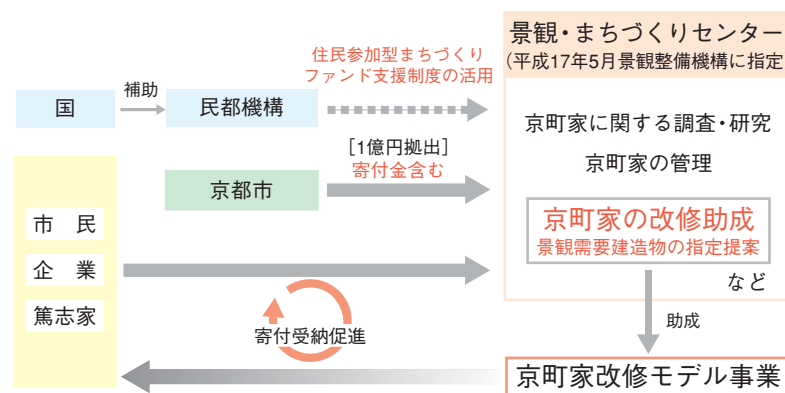 住民参加型まちづくり
ファンド支援制度の活用
国
補助
民都機構
[1億円拠出]
寄付金含む
京都市
市　民
企　業
篤志家
寄付受納促進
景観・まちづくりセンター
(平成17年5月景観整備機構に指定
京町家に関する調査・研究
京町家の管理
京町家の改修助成
景観需要建造物の指定提案
など
助成
京町家改修モデル事業